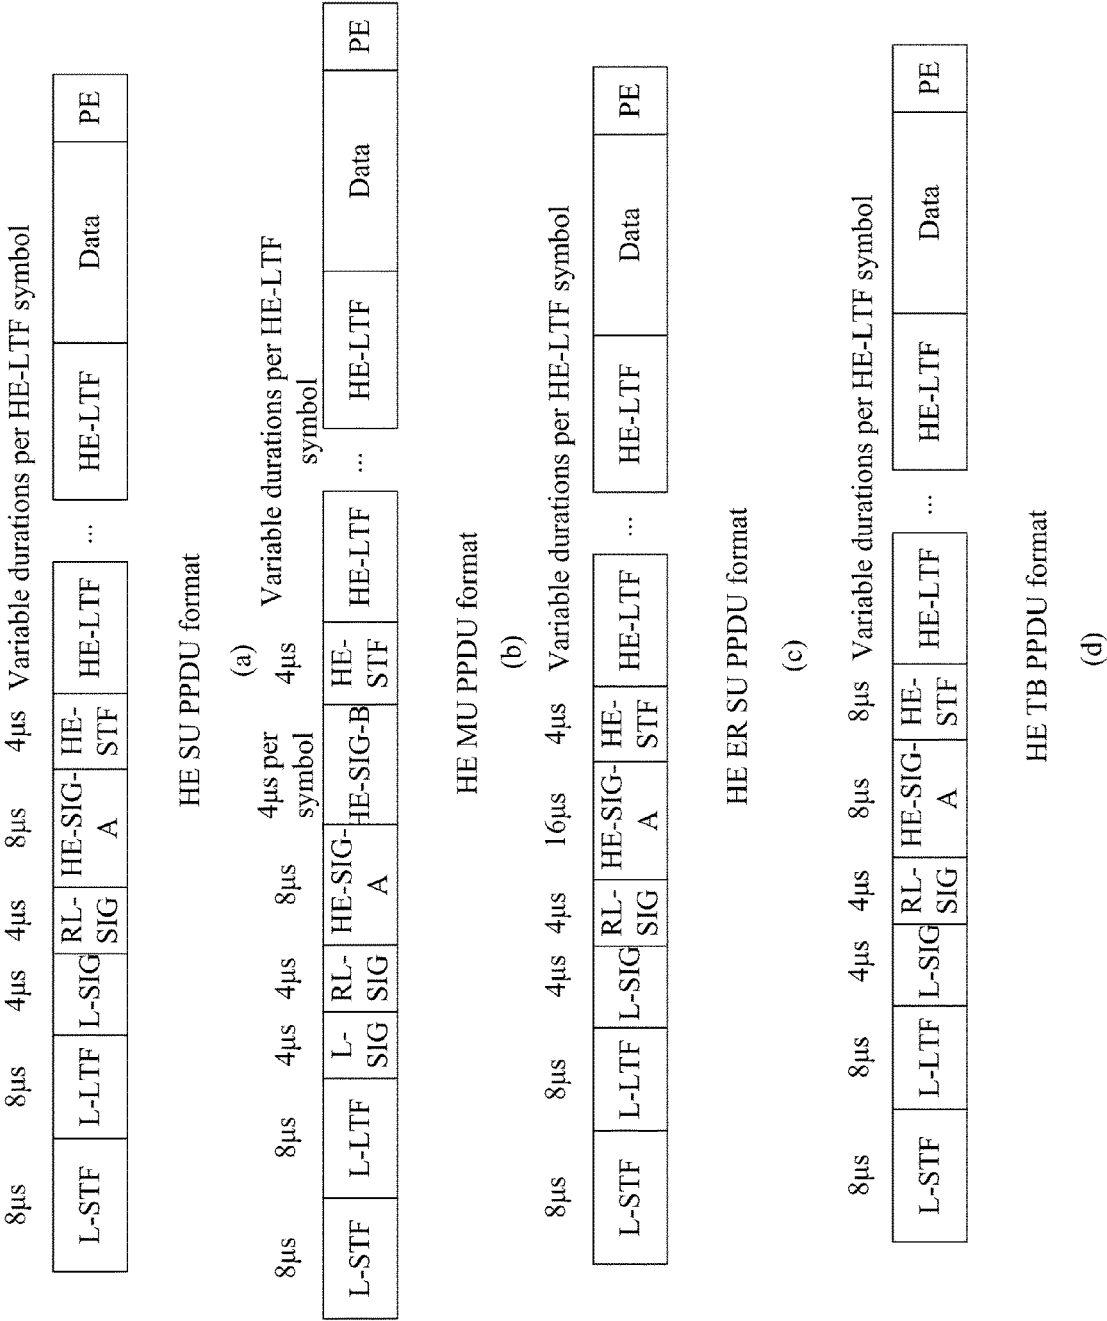 8μs 8μs 4μs 4μs 8μs 4μs Variable durations per HE-LTF symbol
L-STF L-LTF L-SIG RL-SIG HE-SIG-A HE-STF HE-LTF ... HE-LTF Data PE
HE SU PPDU format
(a)
8μs 8μs 4μs 4μs 8μs 4μs per symbol 4μs Variable durations per HE-LTF symbol
L-STF L-LTF L-SIG RL-SIG HE-SIG-A HE-SIG-B HE-STF HE-LTF ... HE-LTF Data PE
HE MU PPDU format
(b)
8μs 8μs 4μs 4μs 16μs 4μs Variable durations per HE-LTF symbol
L-STF L-LTF L-SIG RL-SIG HE-SIG-A HE-STF HE-LTF ... HE-LTF Data PE
HE ER SU PPDU format
(c)
8μs 8μs 4μs 4μs 8μs 8μs Variable durations per HE-LTF symbol
L-STF L-LTF L-SIG RL-SIG HE-SIG-A HE-STF HE-LTF ... HE-LTF Data PE
HE TB PPDU format
(d)